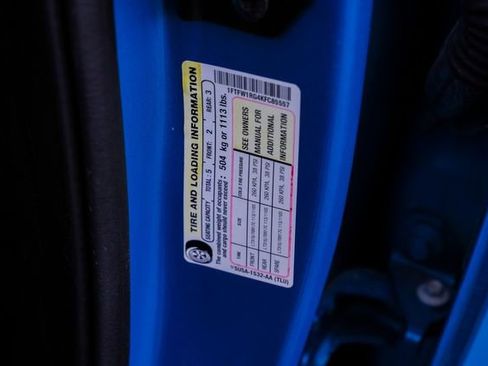 1FTFW1RG4KFC85557
TIRE AND LOADING INFORMATION
SEATING CAPACITY TOTAL: 5 FRONT: 2 REAR: 3
The combined weight of occupants
and cargo should never exceed: 504 kg or 1113 lbs.
TIRE SIZE COLD TIRE PRESSURE
FRONT 260 KPA, 38 PSI
REAR 260 KPA, 38 PSI
SPARE 260 KPA, 38 PSI
SEE OWNERS
MANUAL FOR
ADDITIONAL
INFORMATION
5U5A-1532-AA (TLU)